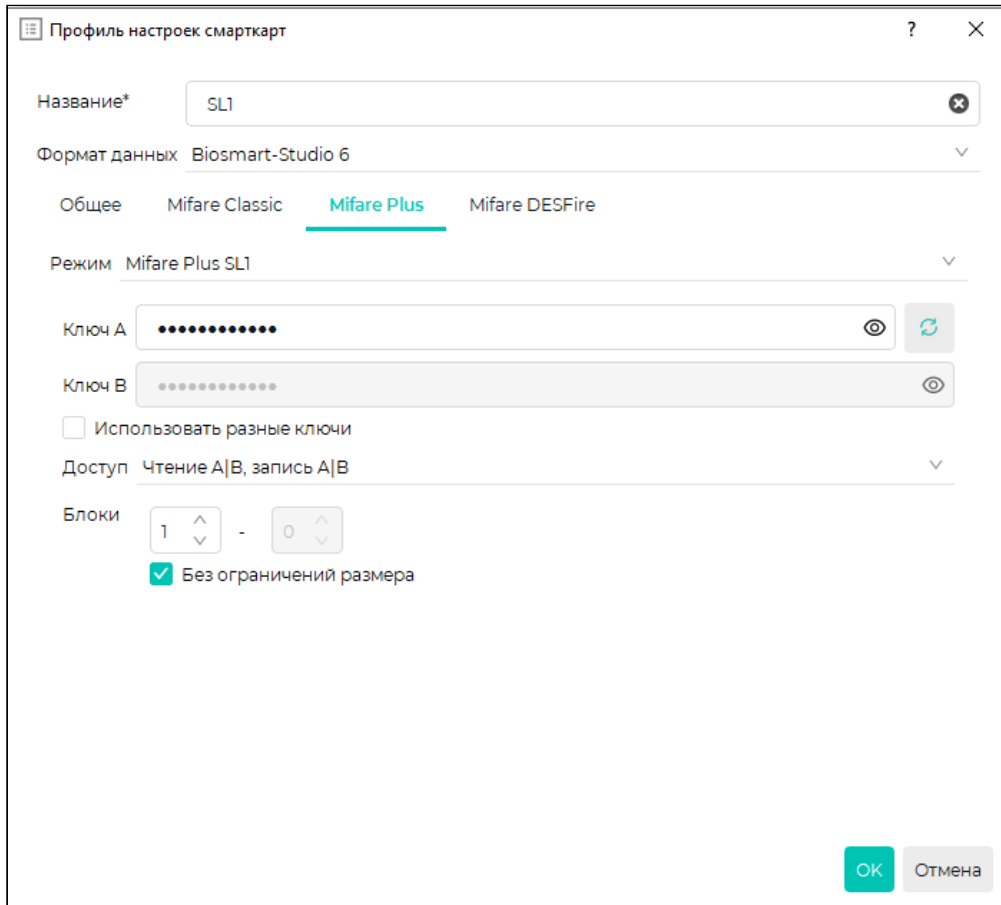 Профиль настроек смарткарт ?
Название* SL1
Формат данных Biosmart-Studio 6
Общее Mifare Classic Mifare Plus Mifare DESFire
Режим Mifare Plus SL1
Ключ A ••••••••••••
Ключ B ••••••••••••
Использовать разные ключи
Доступ Чтение A|B, запись A|B
Блоки 1 - 0
Без ограничений размера
OK Отмена